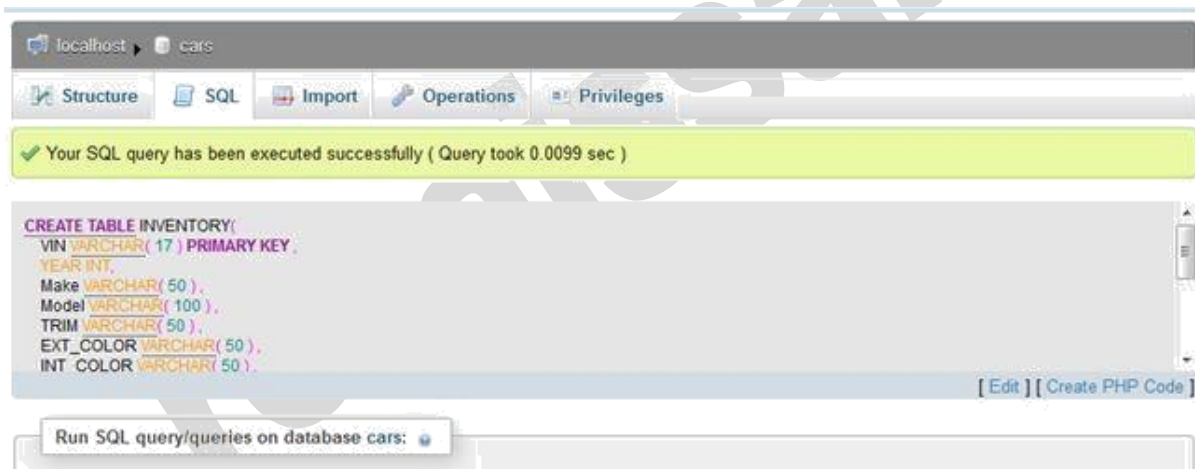 localhost ▸ cars
Structure SQL Import Operations Privileges
Your SQL query has been executed successfully ( Query took 0.0099 sec )
CREATE TABLE INVENTORY(
VIN VARCHAR( 17 ) PRIMARY KEY ,
YEAR INT,
Make VARCHAR( 50 ),
Model VARCHAR( 100 ),
TRIM VARCHAR( 50 ),
EXT_COLOR VARCHAR( 50 ),
INT_COLOR VARCHAR( 50 ),
[ Edit ] [ Create PHP Code ]
Run SQL query/queries on database cars: